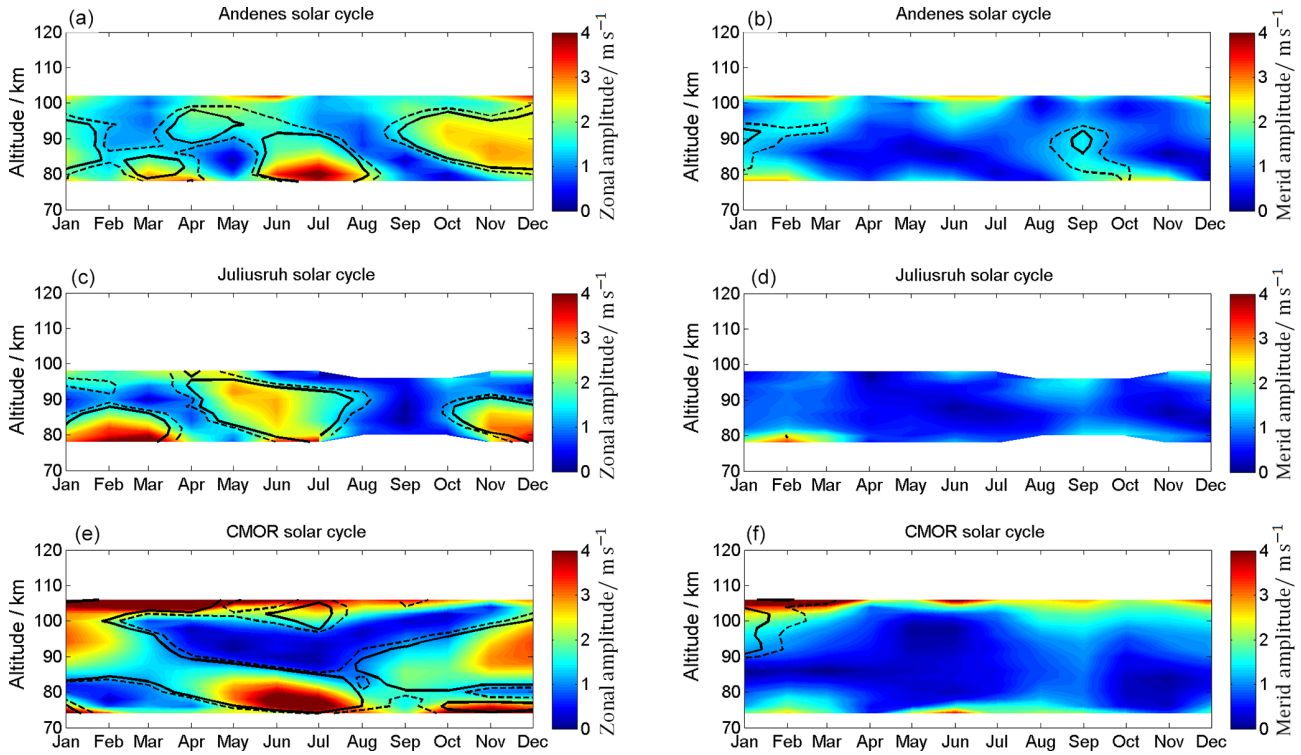 (a) Andenes solar cycle
120
110
100
90
80
70
Altitude / km
Jan Feb Mar Apr May Jun Jul Aug Sep Oct Nov Dec
4
3
2
1
0
Zonal amplitude/ ms⁻¹
(b) Andenes solar cycle
120
110
100
90
80
70
Altitude / km
Jan Feb Mar Apr May Jun Jul Aug Sep Oct Nov Dec
4
3
2
1
0
Merid amplitude/ ms⁻¹
(c) Juliusruh solar cycle
120
110
100
90
80
70
Altitude / km
Jan Feb Mar Apr May Jun Jul Aug Sep Oct Nov Dec
4
3
2
1
0
Zonal amplitude/ ms⁻¹
(d) Juliusruh solar cycle
120
110
100
90
80
70
Altitude / km
Jan Feb Mar Apr May Jun Jul Aug Sep Oct Nov Dec
4
3
2
1
0
Merid amplitude/ ms⁻¹
(e) CMOR solar cycle
120
110
100
90
80
70
Altitude / km
Jan Feb Mar Apr May Jun Jul Aug Sep Oct Nov Dec
4
3
2
1
0
Zonal amplitude/ ms⁻¹
(f) CMOR solar cycle
120
110
100
90
80
70
Altitude / km
Jan Feb Mar Apr May Jun Jul Aug Sep Oct Nov Dec
4
3
2
1
0
Merid amplitude/ ms⁻¹